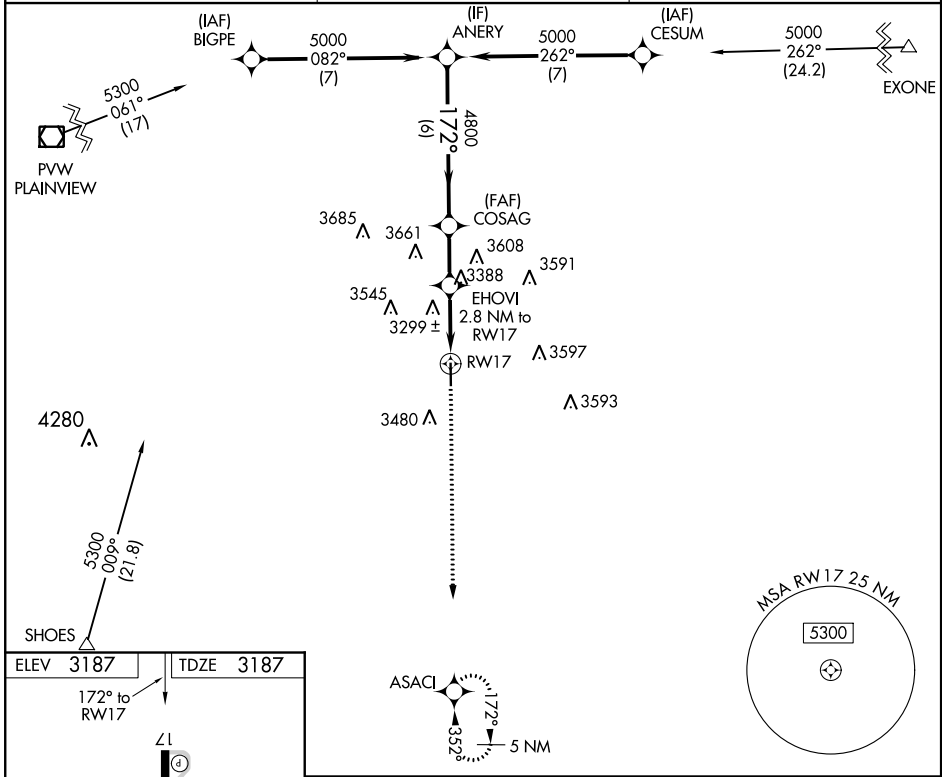 (IAF)
BIGPE
5000
082°
(7)
(IF)
ANERY
5000
262°
(7)
(IAF)
CESUM
5000
262°
(24.2)
EXONE
5300
061°
(17)
PVW
PLAINVIEW
4800
172°
(6)
(FAF)
COSAG
3685
3661
3608
3388
3591
3545
EHOVI
2.8 NM to
RW17
3299 ±
3597
RW17
3593
3480
4280
5300
009°
(21.8)
SHOES
MSA RW17 25 NM
5300
ELEV 3187
TDZE 3187
172° to
RW17
17
P
ASACI
172°
352°
5 NM